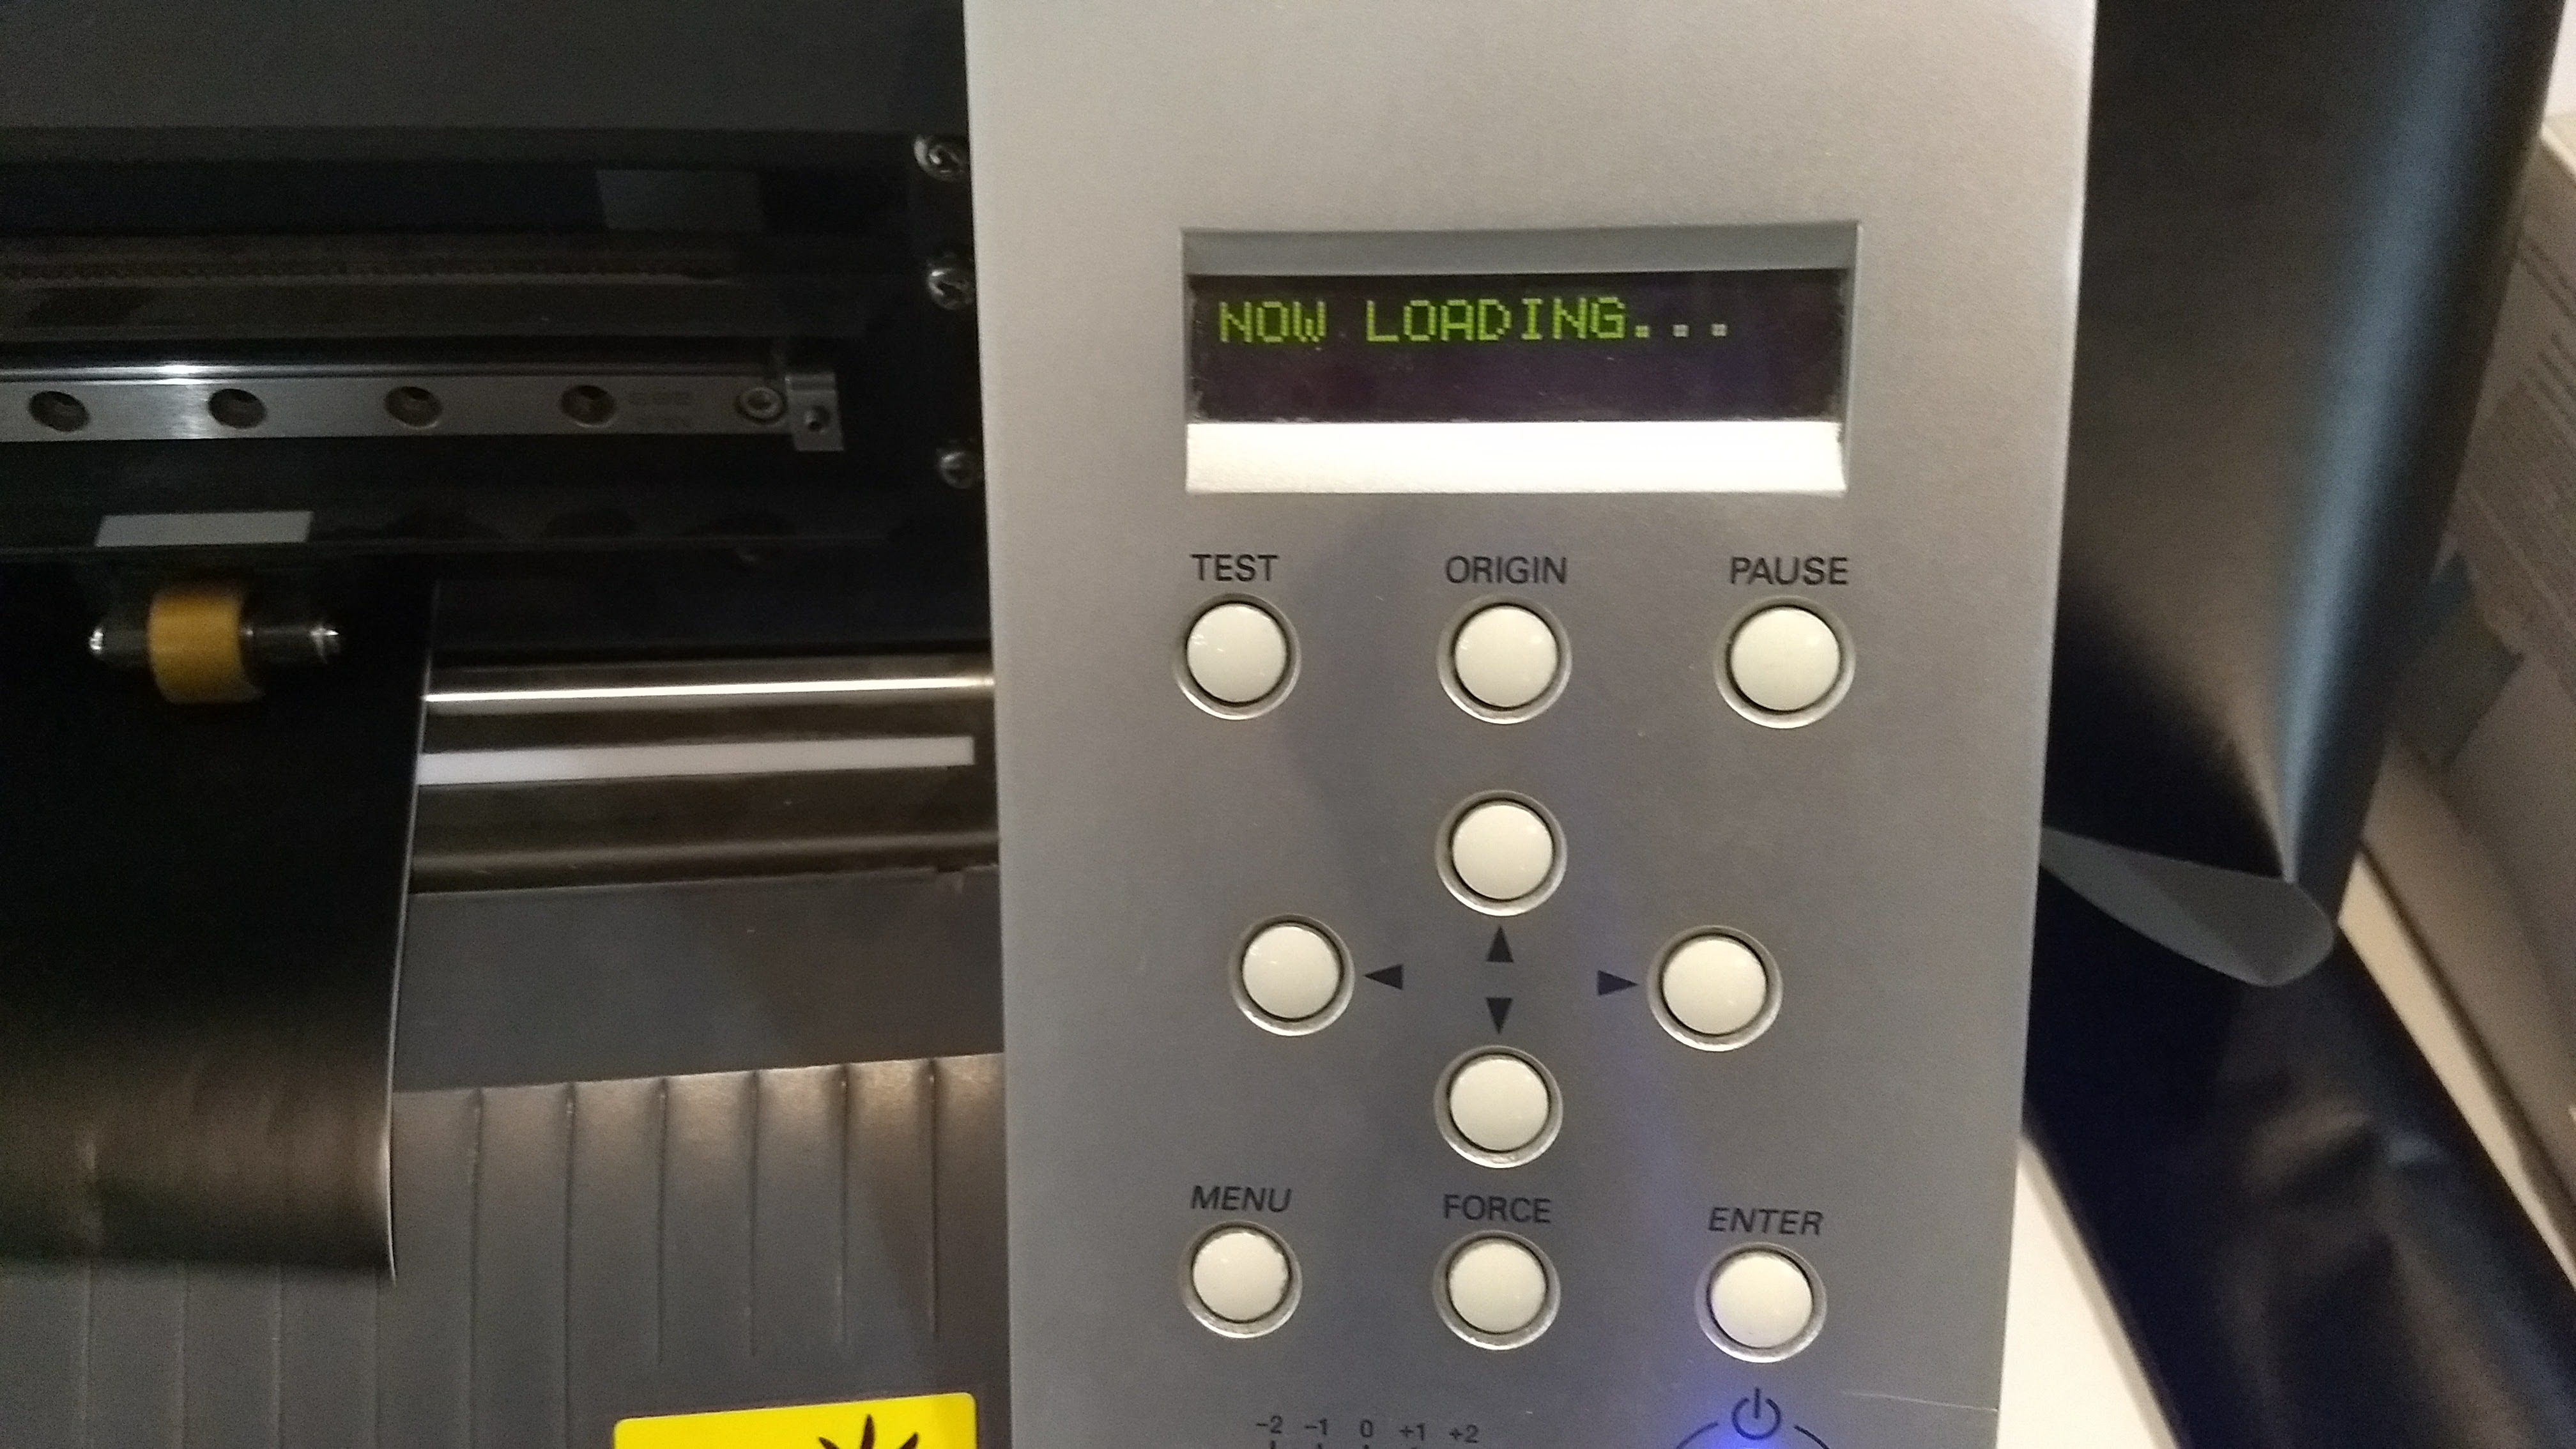 NOW LOADING...
TEST ORIGIN PAUSE
MENU FORCE ENTER
-2 -1 0 +1 +2